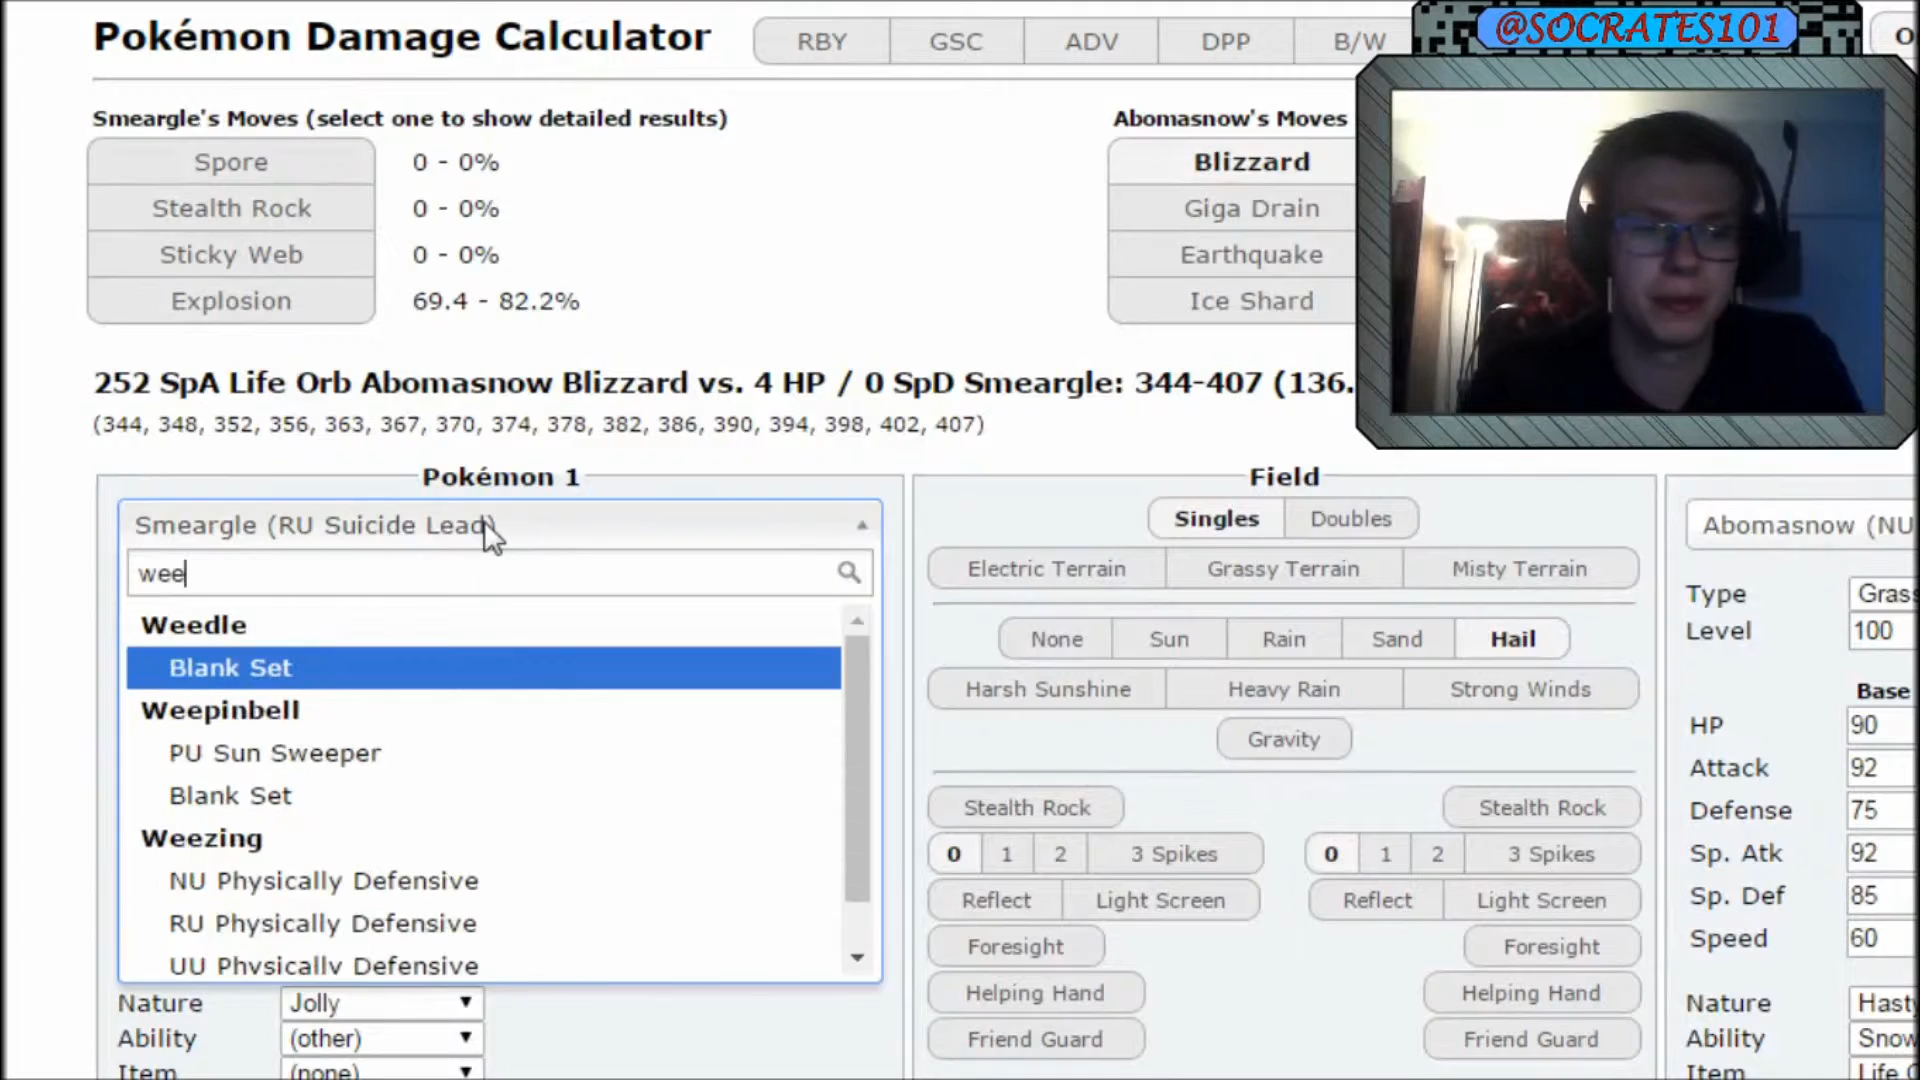 Pokémon Damage Calculator
RBY GSC ADV DPP B/W
@SOCRATES101
Smeargle's Moves (select one to show detailed results)
Spore 0 - 0%
Stealth Rock 0 - 0%
Sticky Web 0 - 0%
Explosion 69.4 - 82.2%
Abomasnow's Moves
Blizzard
Giga Drain
Earthquake
Ice Shard
252 SpA Life Orb Abomasnow Blizzard vs. 4 HP / 0 SpD Smeargle: 344-407 (136.
(344, 348, 352, 356, 363, 367, 370, 374, 378, 382, 386, 390, 394, 398, 402, 407)
Pokémon 1
Smeargle (RU Suicide Lead)
wee
Weedle
Blank Set
Weepinbell
PU Sun Sweeper
Blank Set
Weezing
NU Physically Defensive
RU Physically Defensive
UU Physically Defensive
Nature Jolly
Ability (other)
Item (none)
Field
Singles Doubles
Electric Terrain Grassy Terrain Misty Terrain
None Sun Rain Sand Hail
Harsh Sunshine Heavy Rain Strong Winds
Gravity
Stealth Rock Stealth Rock
0 1 2 3 Spikes 0 1 2 3 Spikes
Reflect Light Screen Reflect Light Screen
Foresight Foresight
Helping Hand Helping Hand
Friend Guard Friend Guard
Abomasnow (NU
Type Grass
Level 100
Base
HP 90
Attack 92
Defense 75
Sp. Atk 92
Sp. Def 85
Speed 60
Nature Hasty
Ability Snow
Item Life O